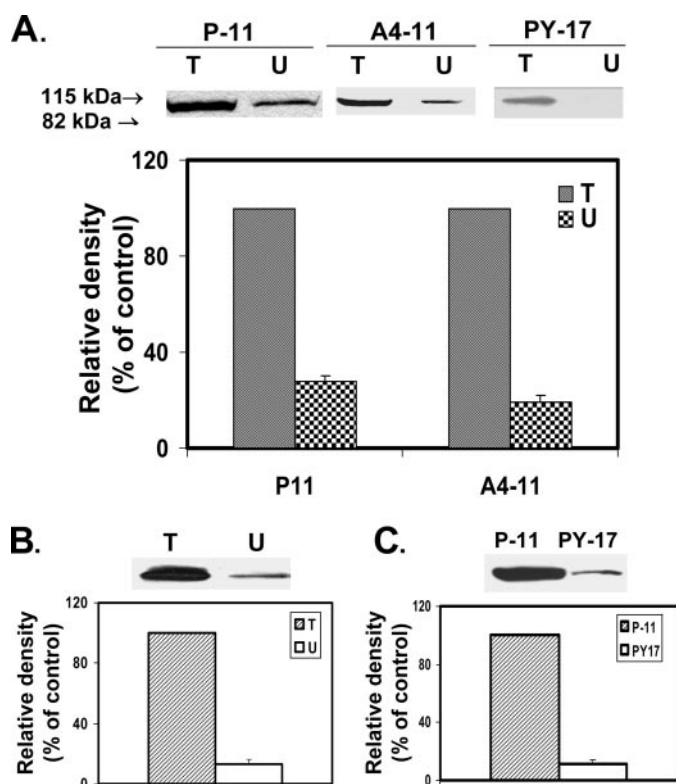 A.
P-11 A4-11 PY-17
T U T U T U
115 kDa→
82 kDa →
120
80
40
0
Relative density
(% of control)
T
U
P11 A4-11
B.
T U
120
80
40
0
Relative density
(% of control)
T
U
C.
P-11 PY-17
120
80
40
0
Relative density
(% of control)
P-11
PY17